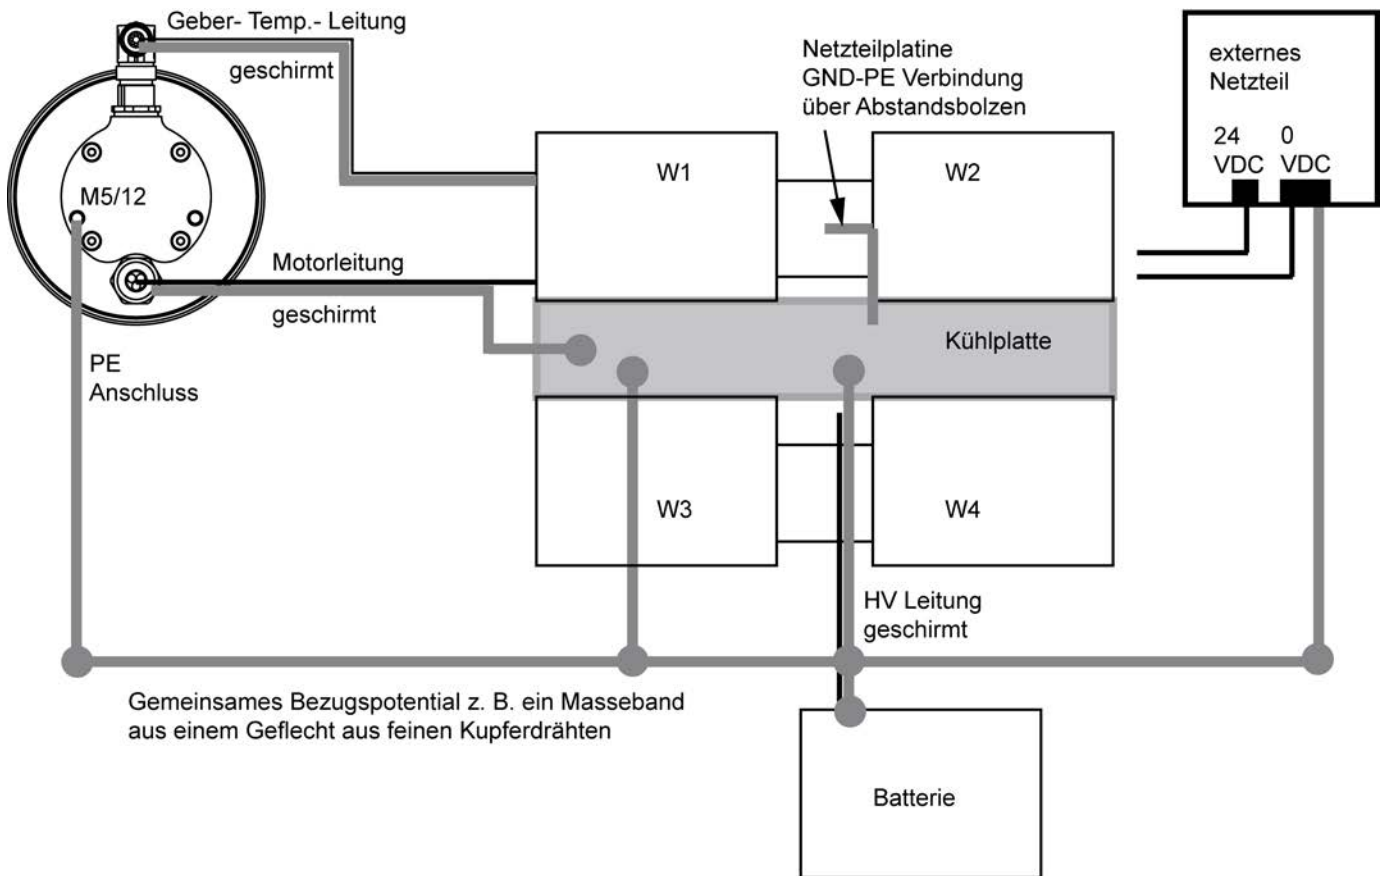 Geber- Temp.- Leitung
geschirmt
Netzteilplatine
GND-PE Verbindung
über Abstandsbolzen
externes
Netzteil
24 0
VDC VDC
W1
W2
M5/12
Motorleitung
geschirmt
Kühlplatte
PE
Anschluss
W3
W4
HV Leitung
geschirmt
Gemeinsames Bezugspotential z. B. ein Masseband
aus einem Geflecht aus feinen Kupferdrähten
Batterie